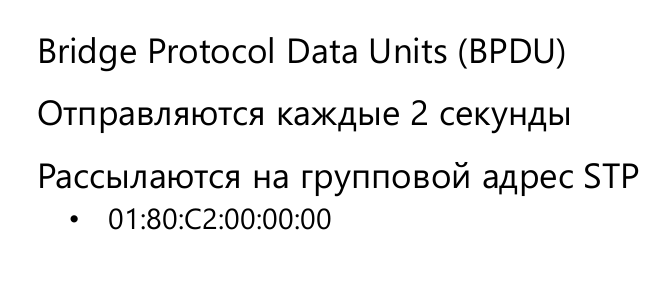 Bridge Protocol Data Units (BPDU)
Отправляются каждые 2 секунды
Рассылаются на групповой адрес STP
• 01:80:C2:00:00:00